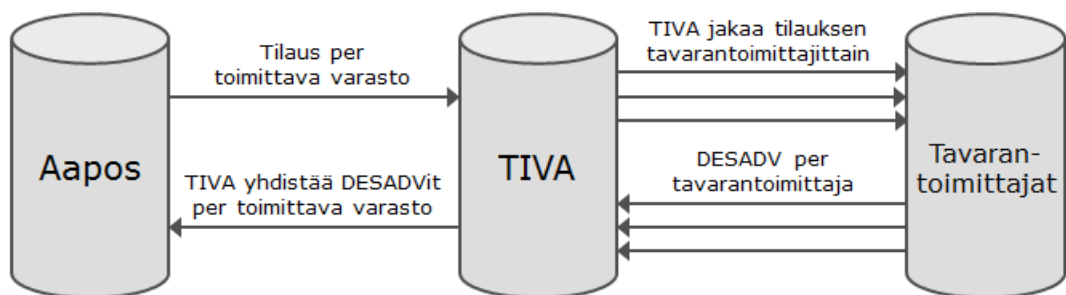 Tilaus per
toimittava varasto
TIVA jakaa tilauksen
tavarantoimittajittain
Aapos
TIVA
Tavaran-
toimittajat
TIVA yhdistää DESADVit
per toimittava varasto
DESADV per
tavarantoimittaja